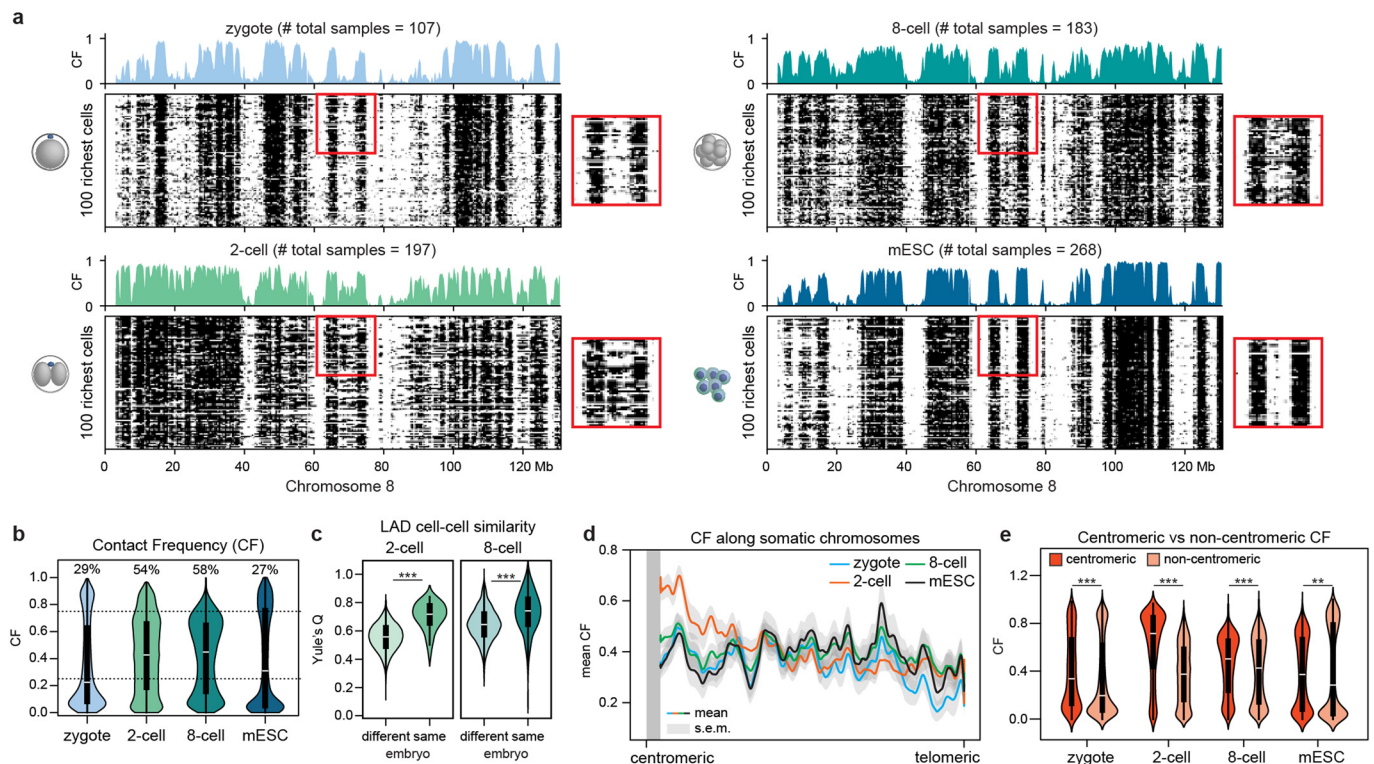 a
zygote (# total samples = 107)
CF
1
0
100 richest cells
8-cell (# total samples = 183)
CF
1
0
100 richest cells
2-cell (# total samples = 197)
CF
1
0
100 richest cells
0 20 40 60 80 100 120 Mb
Chromosome 8
mESC (# total samples = 268)
CF
1
0
100 richest cells
0 20 40 60 80 100 120 Mb
Chromosome 8
b
Contact Frequency (CF)
29% 54% 58% 27%
CF
1.0
0.8
0.6
0.4
0.2
0.0
zygote 2-cell 8-cell mESC
c
LAD cell-cell similarity
2-cell 8-cell
*** ***
Yule's Q
1.0
0.8
0.6
0.4
0.2
0.0
different same different same
embryo embryo
d
CF along somatic chromosomes
zygote 8-cell
2-cell mESC
mean CF
0.8
0.6
0.4
0.2
mean
s.e.m.
centromeric telomeric
e
Centromeric vs non-centromeric CF
centromeric non-centromeric
*** *** *** **
CF
1.2
0.8
0.4
0.0
zygote 2-cell 8-cell mESC